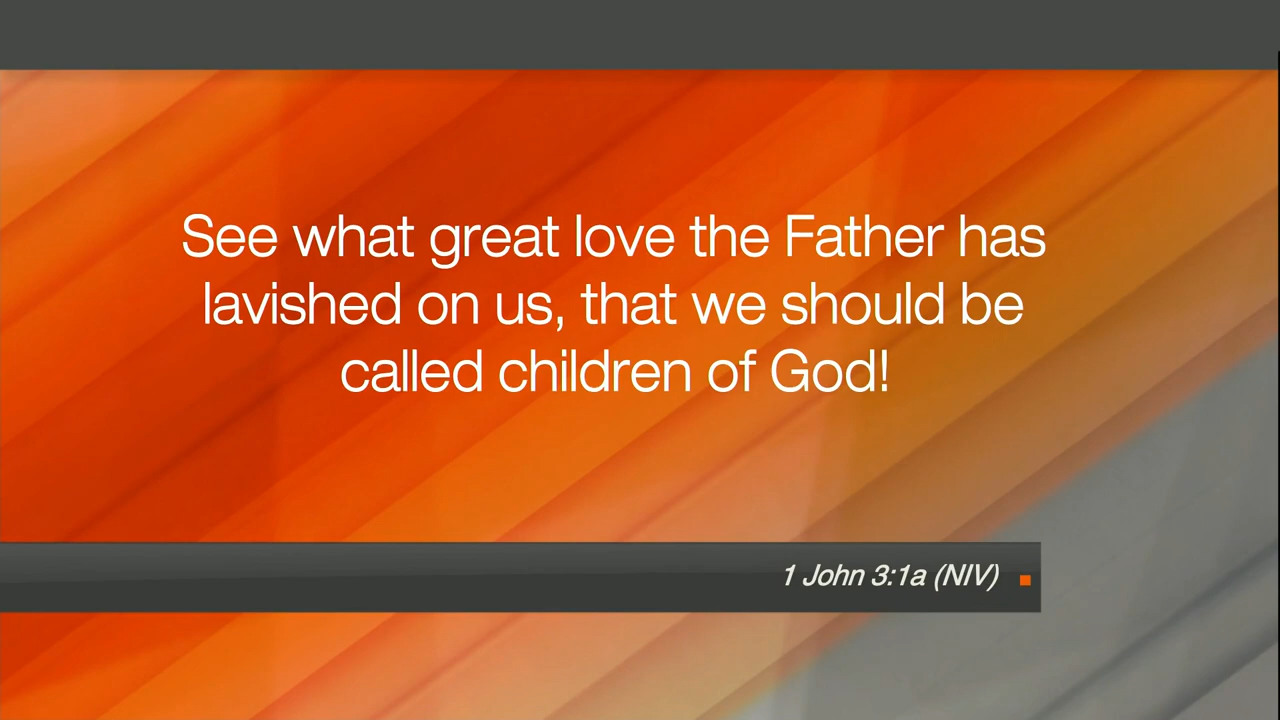 See what great love the Father has
lavished on us, that we should be
called children of God!
1 John 3:1a (NIV)